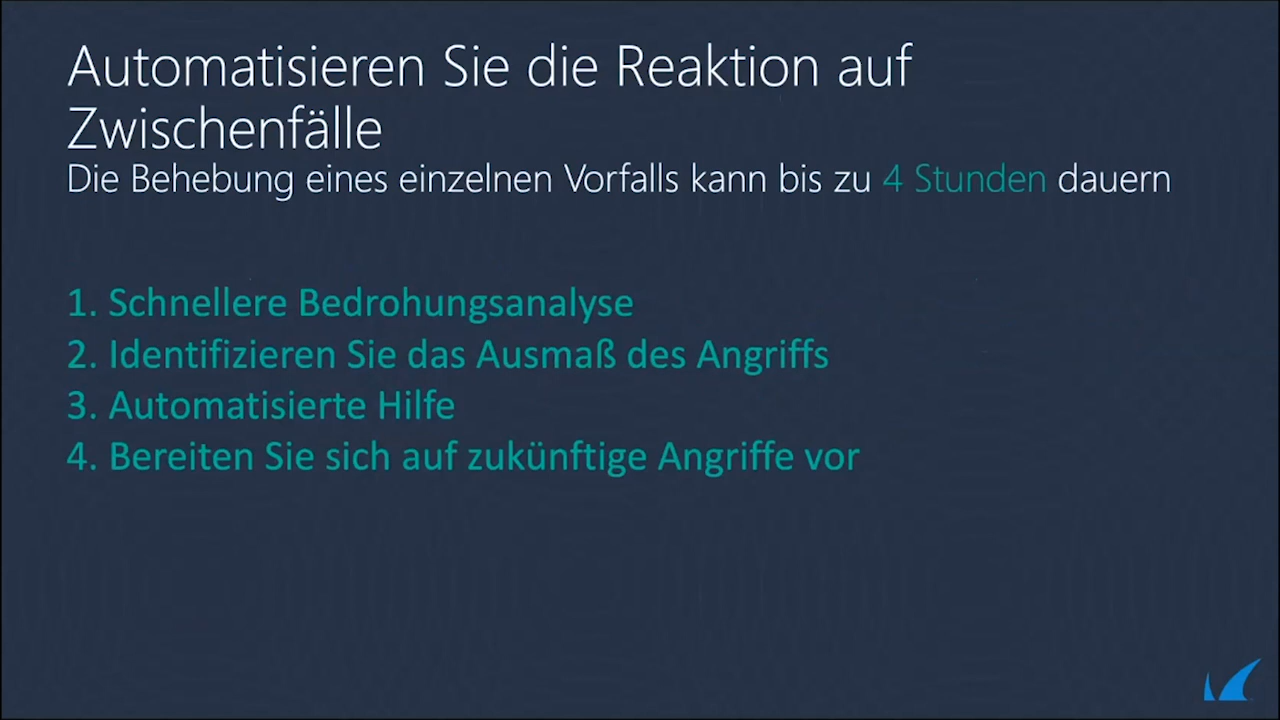 Automatisieren Sie die Reaktion auf
Zwischenfälle
Die Behebung eines einzelnen Vorfalls kann bis zu 4 Stunden dauern
1. Schnellere Bedrohungsanalyse
2. Identifizieren Sie das Ausmaß des Angriffs
3. Automatisierte Hilfe
4. Bereiten Sie sich auf zukünftige Angriffe vor